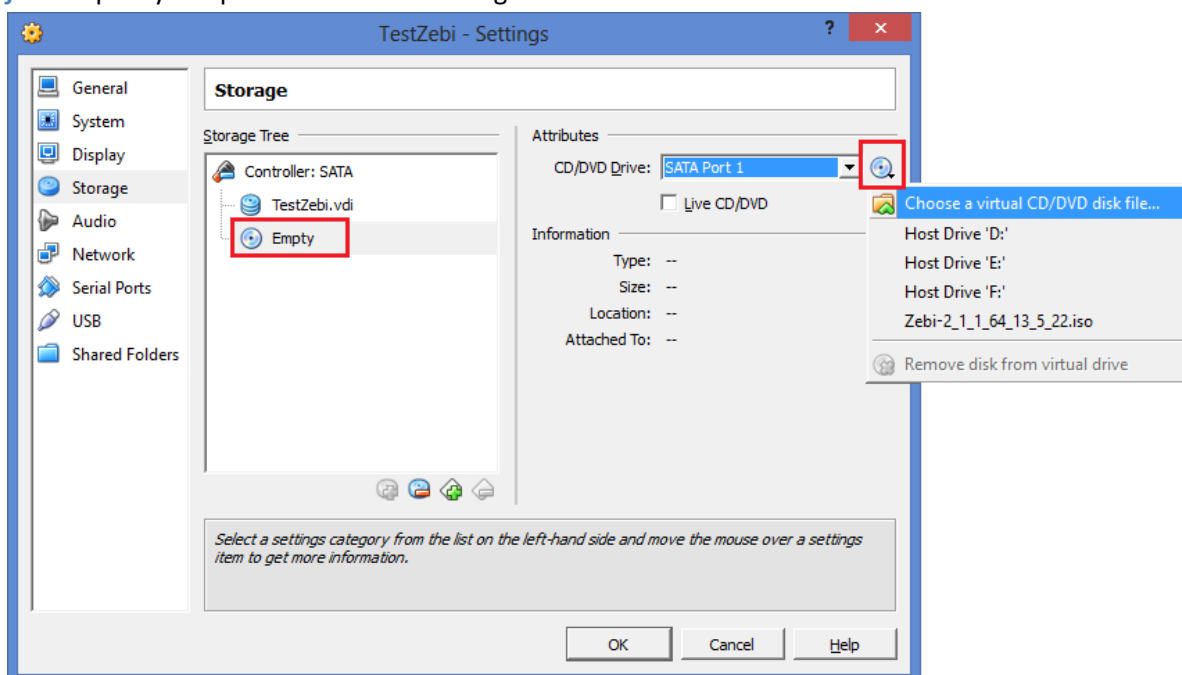 TestZebi - Settings
?
×
General
System
Display
Storage
Audio
Network
Serial Ports
USB
Shared Folders
Storage
Storage Tree
Controller: SATA
TestZebi.vdi
Empty
Attributes
CD/DVD Drive: SATA Port 1
Live CD/DVD
Information
Type: --
Size: --
Location: --
Attached To: --
Choose a virtual CD/DVD disk file...
Host Drive 'D:'
Host Drive 'E:'
Host Drive 'F:'
Zebi-2_1_1_64_13_5_22.iso
Remove disk from virtual drive
Select a settings category from the list on the left-hand side and move the mouse over a settings
item to get more information.
OK
Cancel
Help